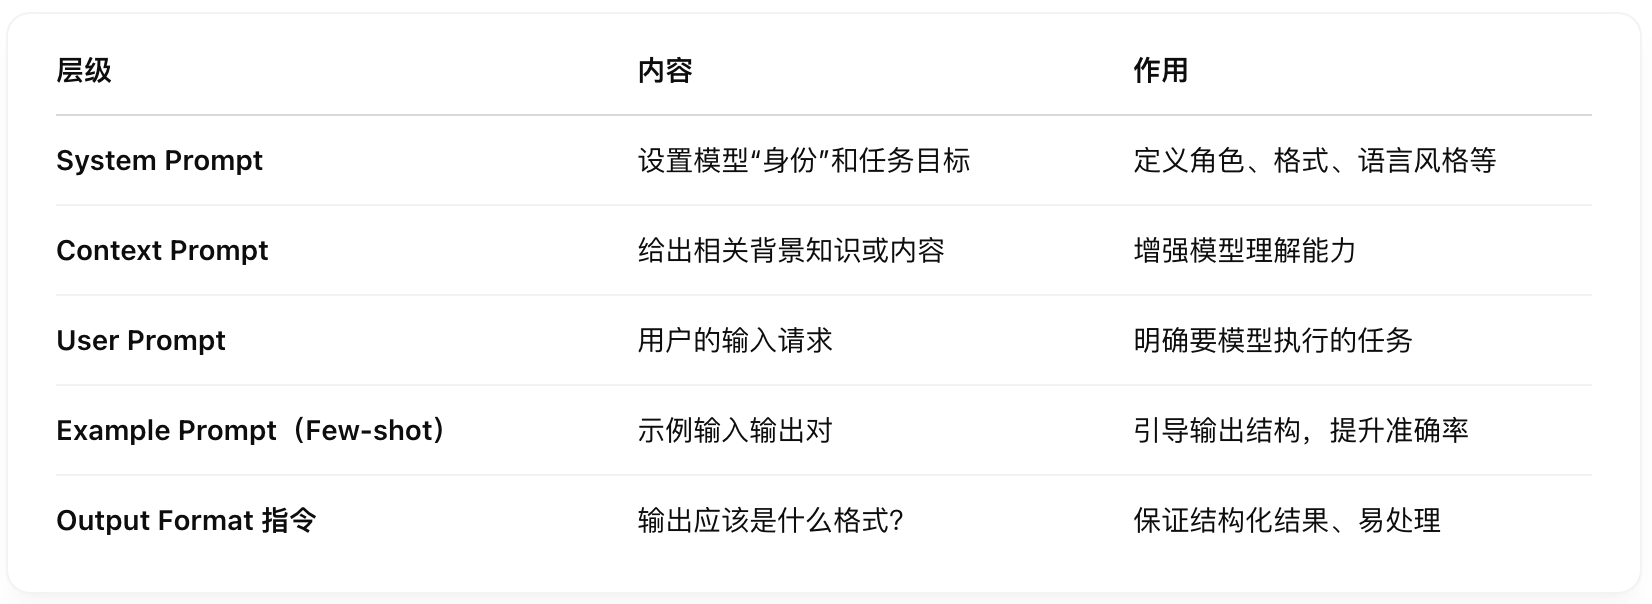 层级 内容 作用
System Prompt 设置模型“身份”和任务目标 定义角色、格式、语言风格等
Context Prompt 给出相关背景知识或内容 增强模型理解能力
User Prompt 用户的输入请求 明确要模型执行的任务
Example Prompt（Few-shot） 示例输入输出对 引导输出结构，提升准确率
Output Format 指令 输出应该是什么格式？ 保证结构化结果、易处理